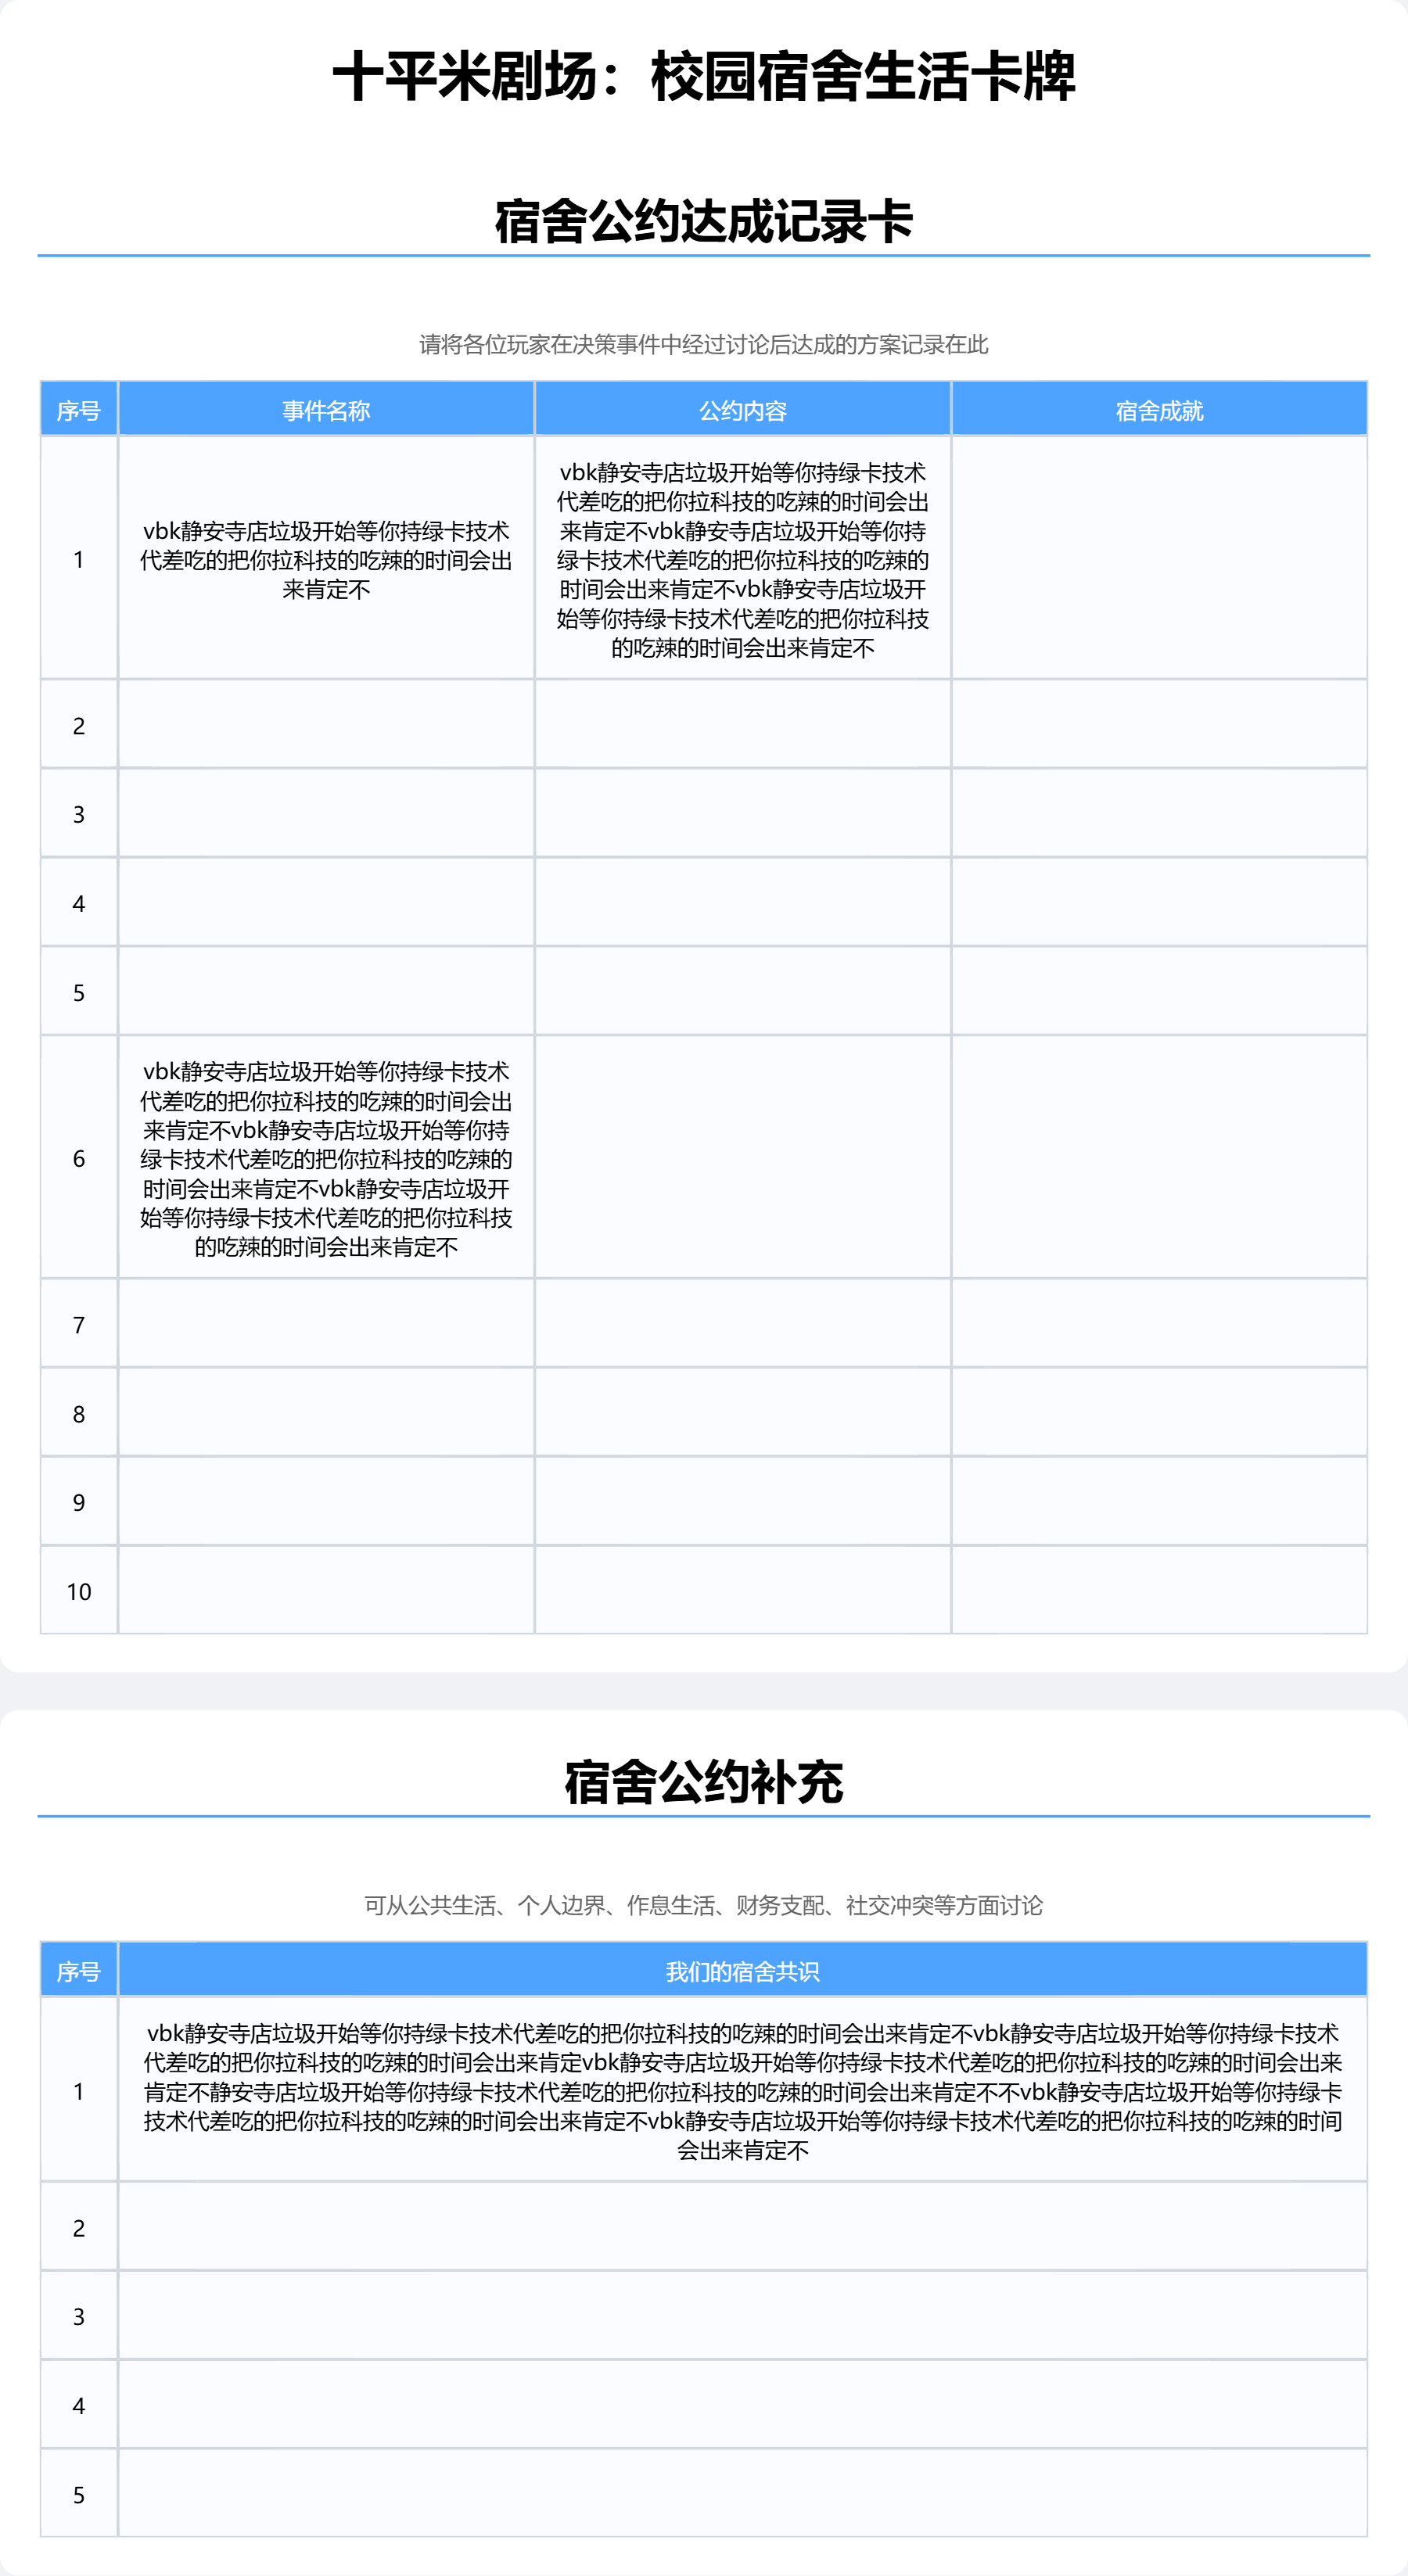 十平米剧场：校园宿舍生活卡牌
宿舍公约达成记录卡
请将各位玩家在决策事件中经过讨论后达成的方案记录在此
序号 事件名称 公约内容 宿舍成就
1
vbk静安寺店垃圾开始等你持绿卡技术
代差吃的把你拉科技的吃辣的时间会出
来肯定不
vbk静安寺店垃圾开始等你持绿卡技术
代差吃的把你拉科技的吃辣的时间会出
来肯定不vbk静安寺店垃圾开始等你持
绿卡技术代差吃的把你拉科技的吃辣的
时间会出来肯定不vbk静安寺店垃圾开
始等你持绿卡技术代差吃的把你拉科技
的吃辣的时间会出来肯定不
2
3
4
5
6
vbk静安寺店垃圾开始等你持绿卡技术
代差吃的把你拉科技的吃辣的时间会出
来肯定不vbk静安寺店垃圾开始等你持
绿卡技术代差吃的把你拉科技的吃辣的
时间会出来肯定不vbk静安寺店垃圾开
始等你持绿卡技术代差吃的把你拉科技
的吃辣的时间会出来肯定不
7
8
9
10
宿舍公约补充
可从公共生活、个人边界、作息生活、财务支配、社交冲突等方面讨论
序号 我们的宿舍共识
1
vbk静安寺店垃圾开始等你持绿卡技术代差吃的把你拉科技的吃辣的时间会出来肯定不vbk静安寺店垃圾开始等你持绿卡技术
代差吃的把你拉科技的吃辣的时间会出来肯定vbk静安寺店垃圾开始等你持绿卡技术代差吃的把你拉科技的吃辣的时间会出来
肯定不静安寺店垃圾开始等你持绿卡技术代差吃的把你拉科技的吃辣的时间会出来肯定不不vbk静安寺店垃圾开始等你持绿卡
技术代差吃的把你拉科技的吃辣的时间会出来肯定不vbk静安寺店垃圾开始等你持绿卡技术代差吃的把你拉科技的吃辣的时间
会出来肯定不
2
3
4
5